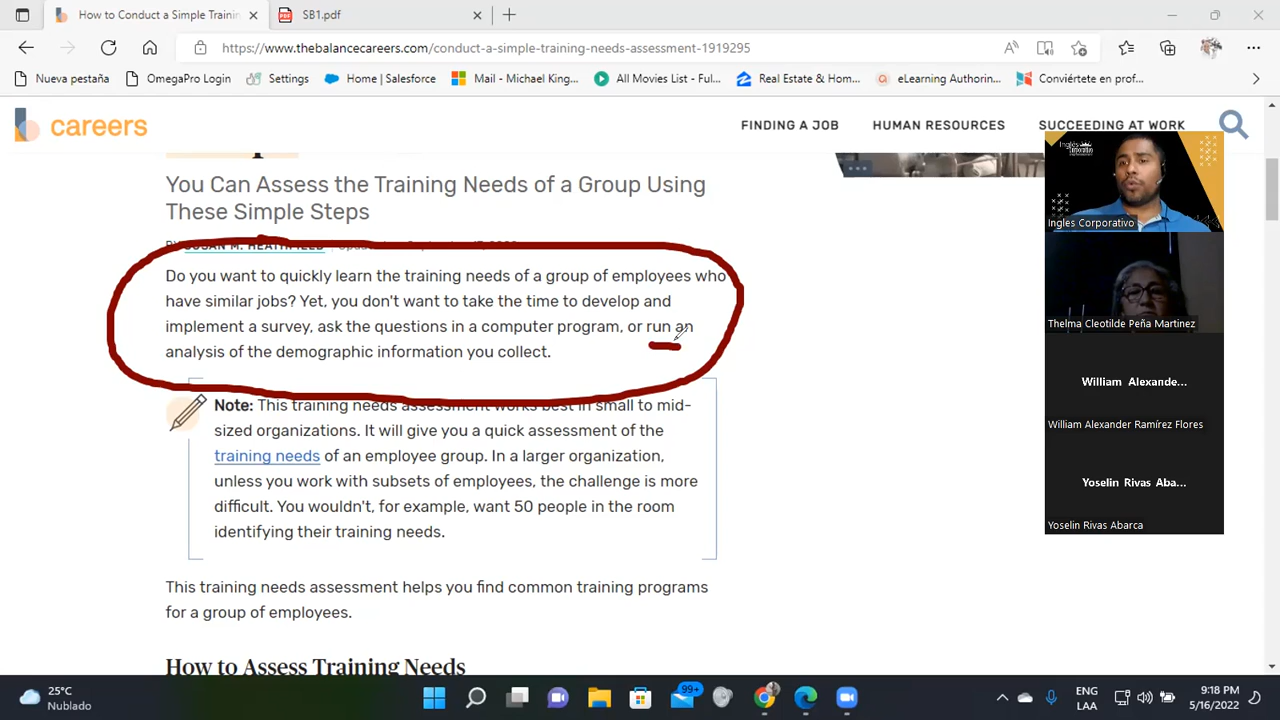 How to Conduct a Simple Trainin
SB1.pdf
https://www.thebalancecareers.com/conduct-a-simple-training-needs-assessment-1919295
Nueva pestaña
OmegaPro Login
Settings
Home | Salesforce
Mail - Michael King...
All Movies List - Ful...
Real Estate & Hom...
eLearning Authorin...
Conviértete en prof...
careers
FINDING A JOB
HUMAN RESOURCES
SUCCEEDING AT WORK
You Can Assess the Training Needs of a Group Using
These Simple Steps
BY SUSAN M. HEATHFIELD
Do you want to quickly learn the training needs of a group of employees who
have similar jobs? Yet, you don't want to take the time to develop and
implement a survey, ask the questions in a computer program, or run an
analysis of the demographic information you collect.
Note: This training needs assessment works best in small to mid-
sized organizations. It will give you a quick assessment of the
training needs of an employee group. In a larger organization,
unless you work with subsets of employees, the challenge is more
difficult. You wouldn't, for example, want 50 people in the room
identifying their training needs.
This training needs assessment helps you find common training programs
for a group of employees.
How to Assess Training Needs
Inglés
Corporativo
Ingles Corporativo
Thelma Cleotilde Peña Martinez
William Alexande...
William Alexander Ramírez Flores
Yoselin Rivas Aba...
Yoselin Rivas Abarca
25°C
Nublado
99+
ENG
LAA
9:18 PM
5/16/2022